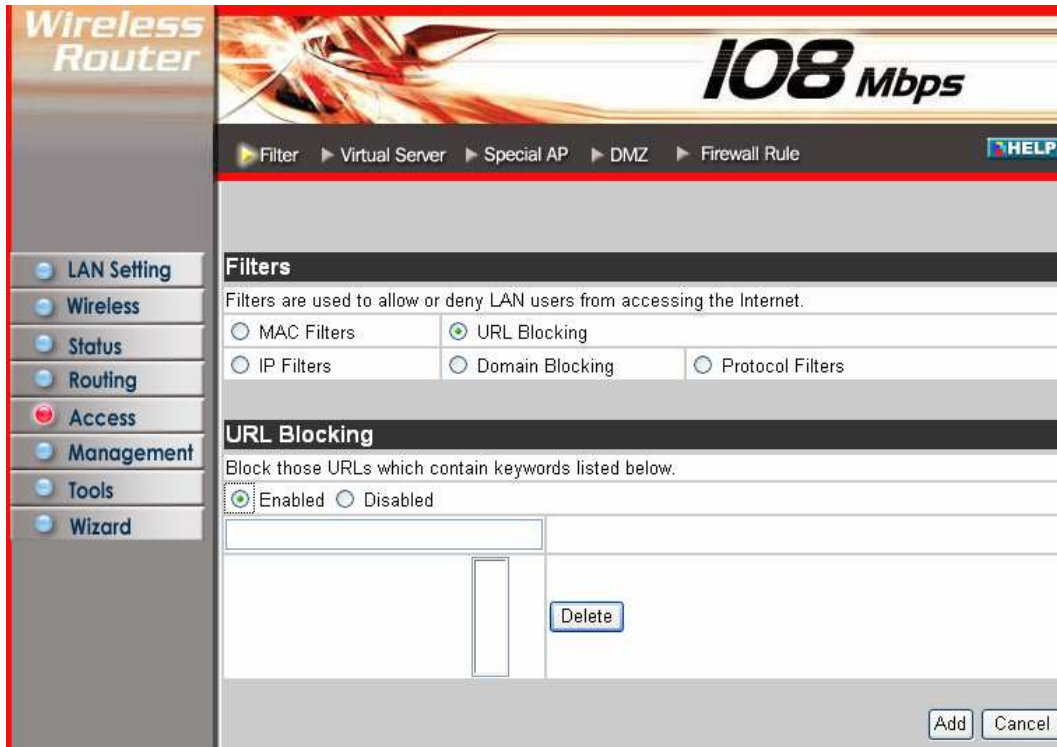 Wireless
Router
108 Mbps
Filter Virtual Server Special AP DMZ Firewall Rule HELP
LAN Setting
Wireless
Status
Routing
Access
Management
Tools
Wizard
Filters
Filters are used to allow or deny LAN users from accessing the Internet.
MAC Filters URL Blocking
IP Filters Domain Blocking Protocol Filters
URL Blocking
Block those URLs which contain keywords listed below.
Enabled Disabled
Delete
Add Cancel